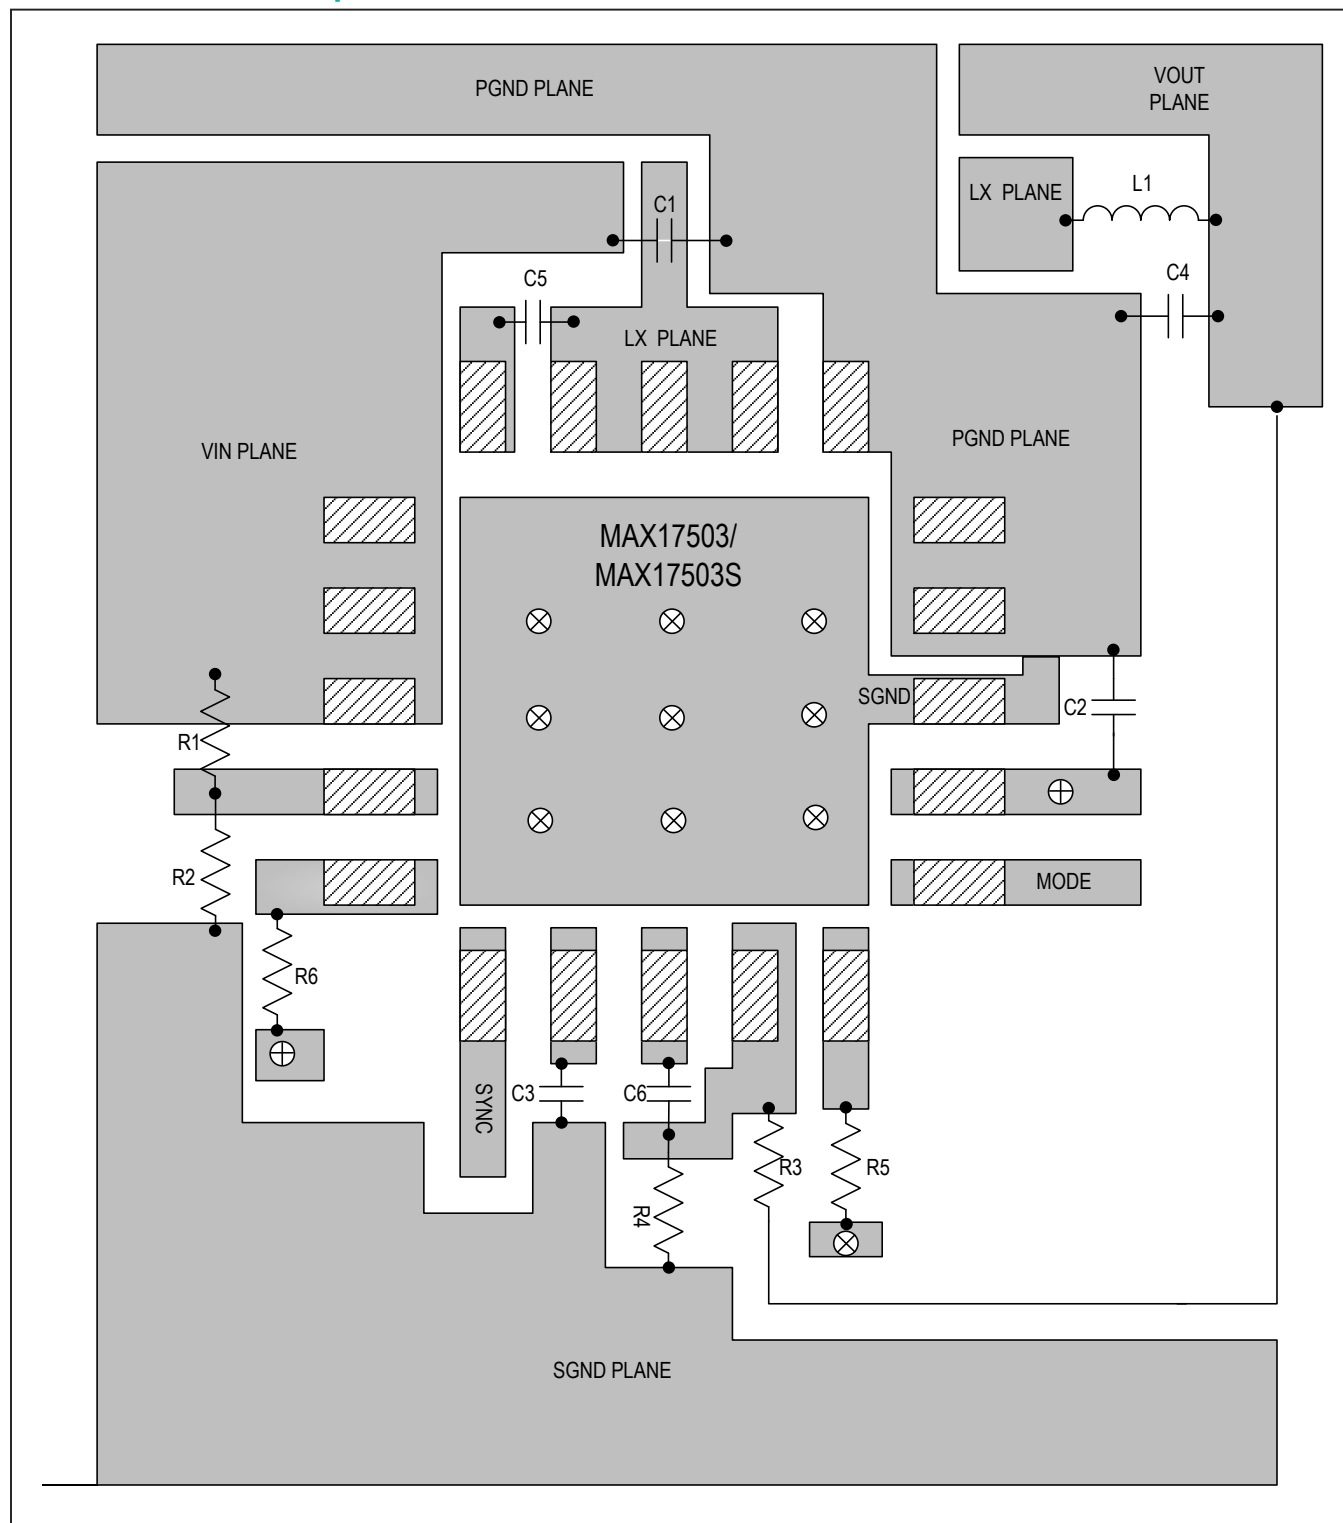 PGND PLANE
VOUT
PLANE
LX PLANE
L1
C1
C5
C4
LX PLANE
VIN PLANE
PGND PLANE
MAX17503/
MAX17503S
SGND
C2
R1
R2
MODE
R6
SYNC
C3
C6
R3
R5
R4
SGND PLANE